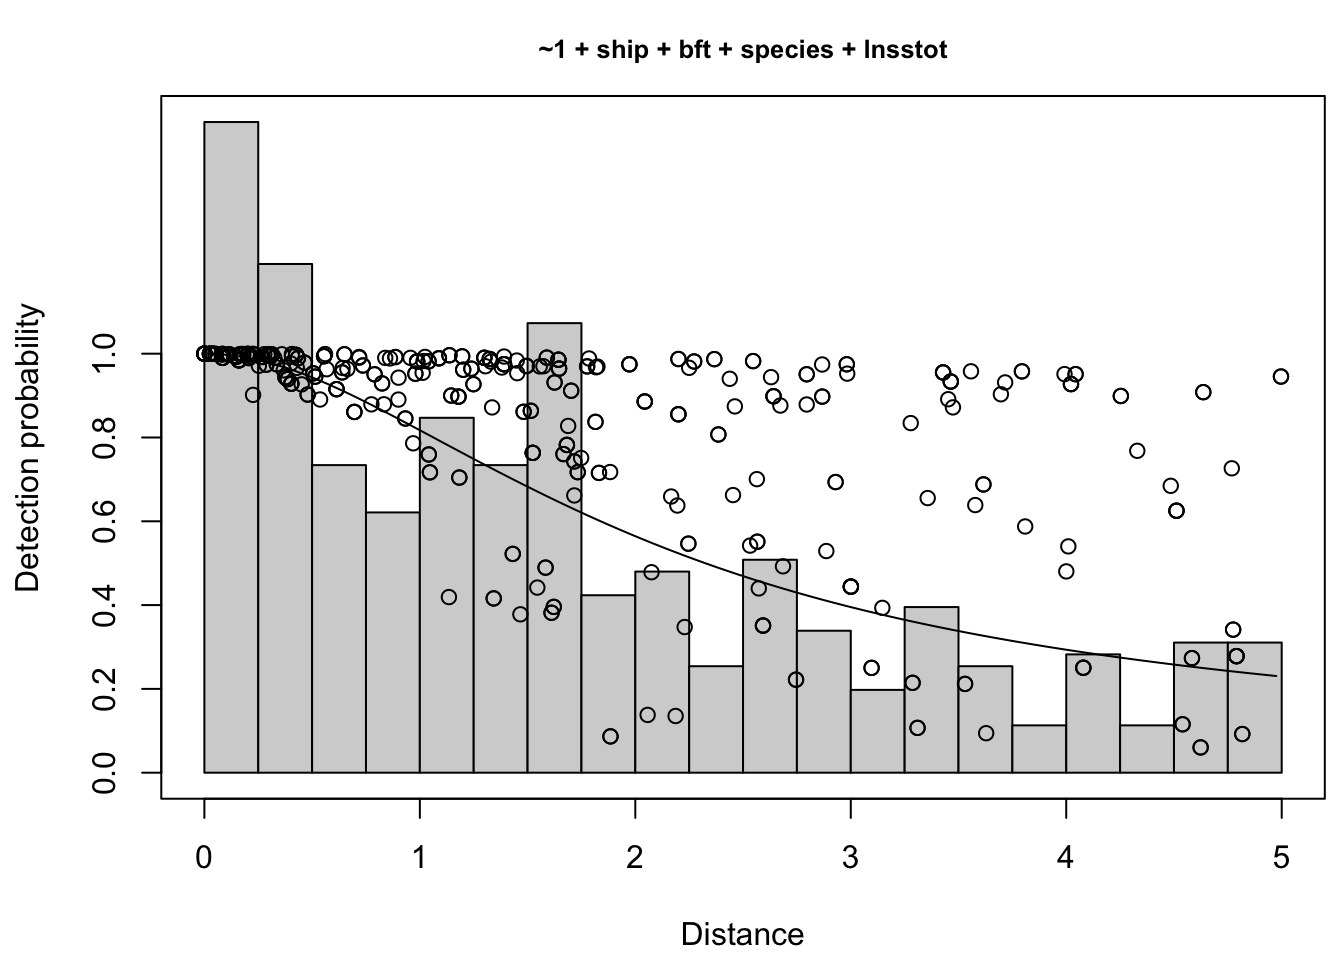 ~1 + ship + bft + species + lnsstot
Detection probability
1.0
0.8
0.6
0.4
0.2
0.0
0 1 2 3 4 5
Distance